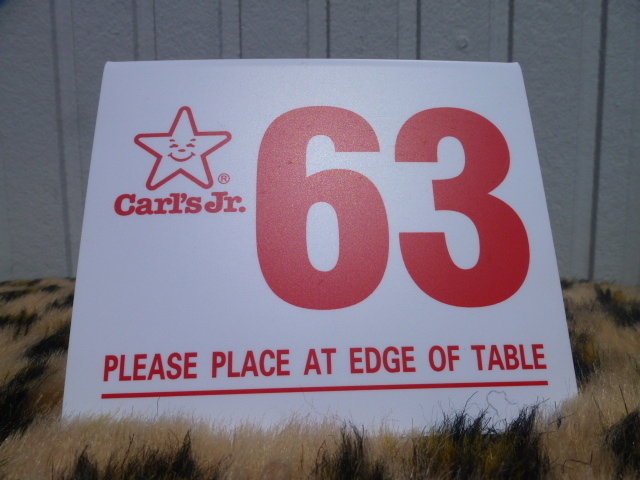 Carl's Jr.®
63
PLEASE PLACE AT EDGE OF TABLE